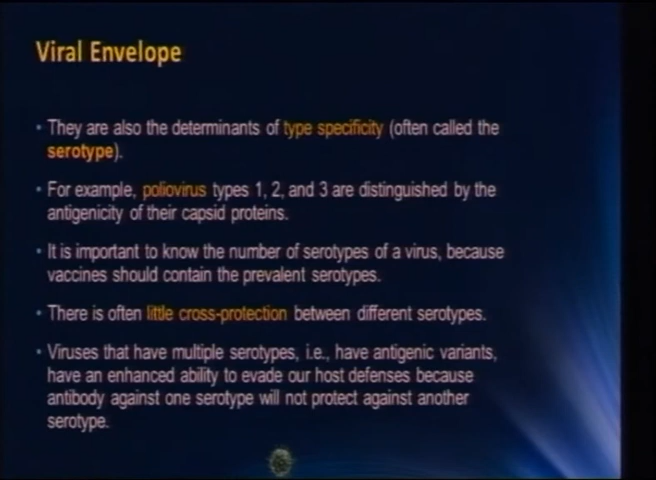 Viral Envelope
• They are also the determinants of type specificity (often called the
serotype).
• For example, poliovirus types 1, 2, and 3 are distinguished by the
antigenicity of their capsid proteins.
• It is important to know the number of serotypes of a virus, because
vaccines should contain the prevalent serotypes.
• There is often little cross-protection between different serotypes.
• Viruses that have multiple serotypes, i.e., have antigenic variants,
have an enhanced ability to evade our host defenses because
antibody against one serotype will not protect against another
serotype.